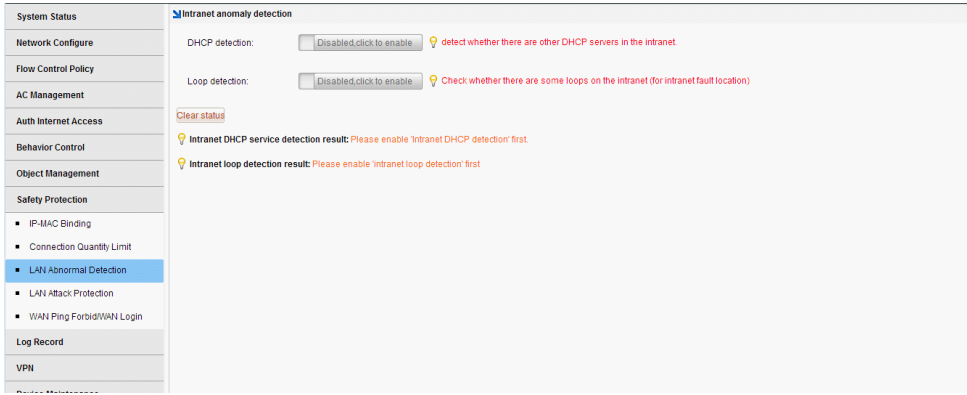 System Status
Network Configure
Flow Control Policy
AC Management
Auth Internet Access
Behavior Control
Object Management
Safety Protection
IP-MAC Binding
Connection Quantity Limit
LAN Abnormal Detection
LAN Attack Protection
WAN Ping Forbid/WAN Login
Log Record
VPN
Device Maintenance
Intranet anomaly detection
DHCP detection: Disabled,click to enable detect whether there are other DHCP servers in the intranet.
Loop detection: Disabled,click to enable Check whether there are some loops on the intranet (for intranet fault location)
Clear status
Intranet DHCP service detection result: Please enable 'Intranet DHCP detection' first.
Intranet loop detection result: Please enable 'intranet loop detection' first